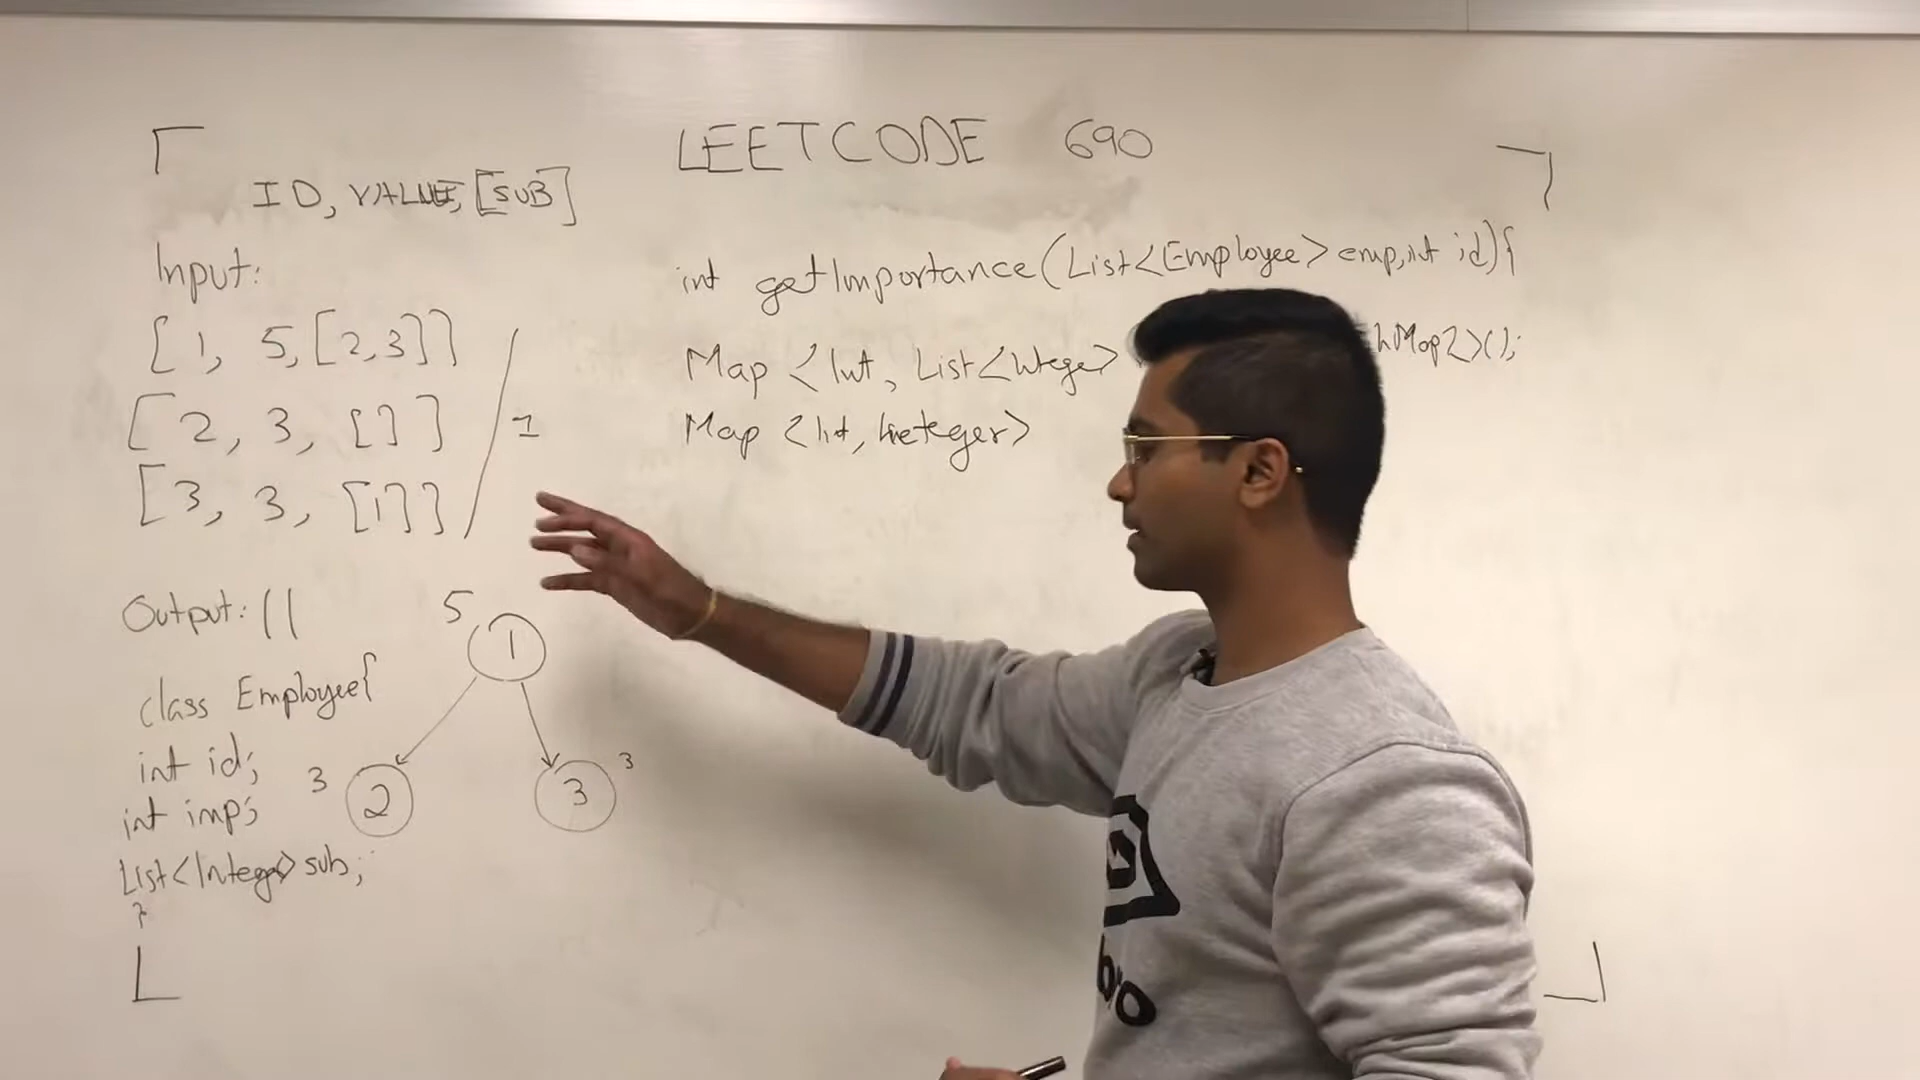 LEETCODE 690
ID, VALUE, [SUB]
Input:
[1, 5, [2,3]]
[2, 3, []]
[3, 3, [1]]
1
Output: 11
class Employee{
int id;
int imp;
List<Integer> sub;
}
5
1
3
2
3
3
int getImportance(List<Employee> emp, int id){
Map <Int, List<Intege>
hMap<>();
Map <Int, Integer>